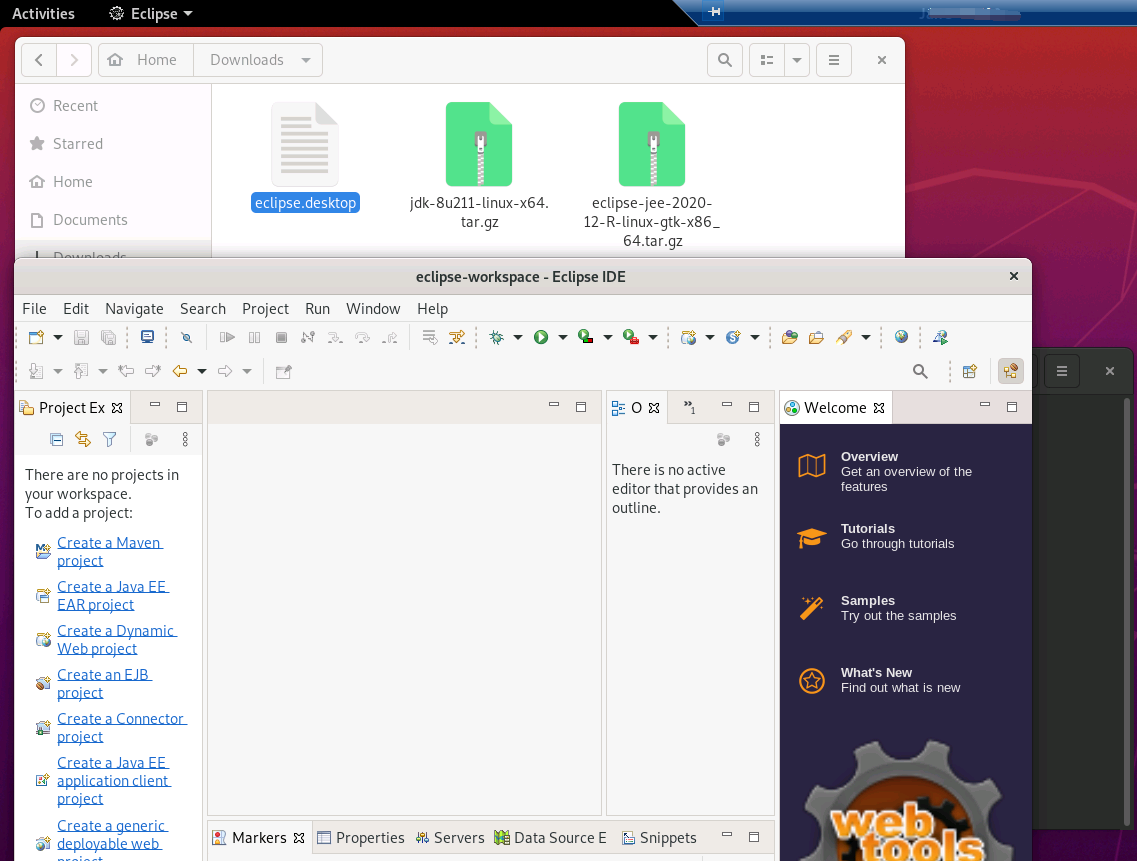 Activities
Eclipse
Home
Downloads
Recent
Starred
Home
Documents
Downloads
eclipse.desktop
jdk-8u211-linux-x64.
tar.gz
eclipse-jee-2020-
12-R-linux-gtk-x86_
64.tar.gz
eclipse-workspace - Eclipse IDE
File Edit Navigate Search Project Run Window Help
Project Ex
There are no projects in
your workspace.
To add a project:
Create a Maven
project
Create a Java EE
EAR project
Create a Dynamic
Web project
Create an EJB
project
Create a Connector
project
Create a Java EE
application client
project
Create a generic
deployable web
project
O
»1
There is no active
editor that provides an
outline.
Welcome
Overview
Get an overview of the
features
Tutorials
Go through tutorials
Samples
Try out the samples
What's New
Find out what is new
web
tools
Markers
Properties
Servers
Data Source E
Snippets